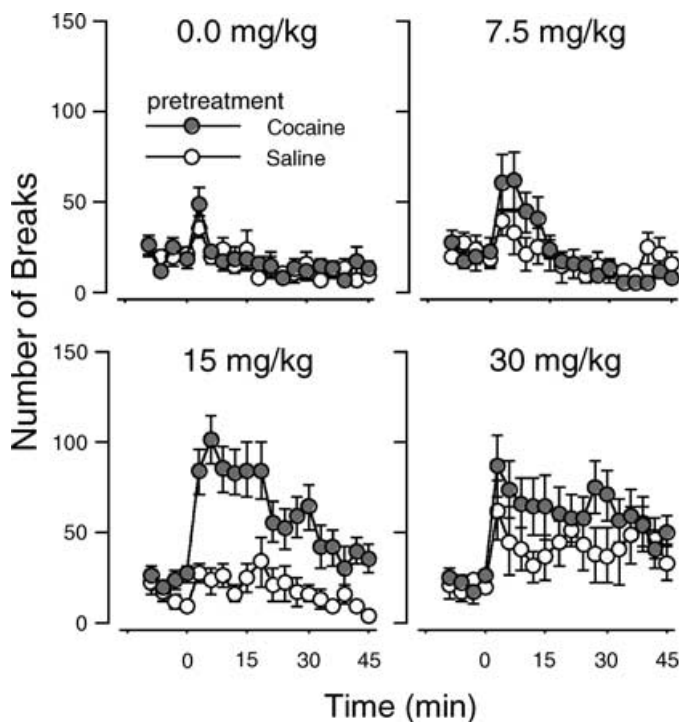 0.0 mg/kg
7.5 mg/kg
150
100
50
0
pretreatment
Cocaine
Saline
15 mg/kg
30 mg/kg
150
100
50
0
Number of Breaks
0
15
30
45
0
15
30
45
Time (min)